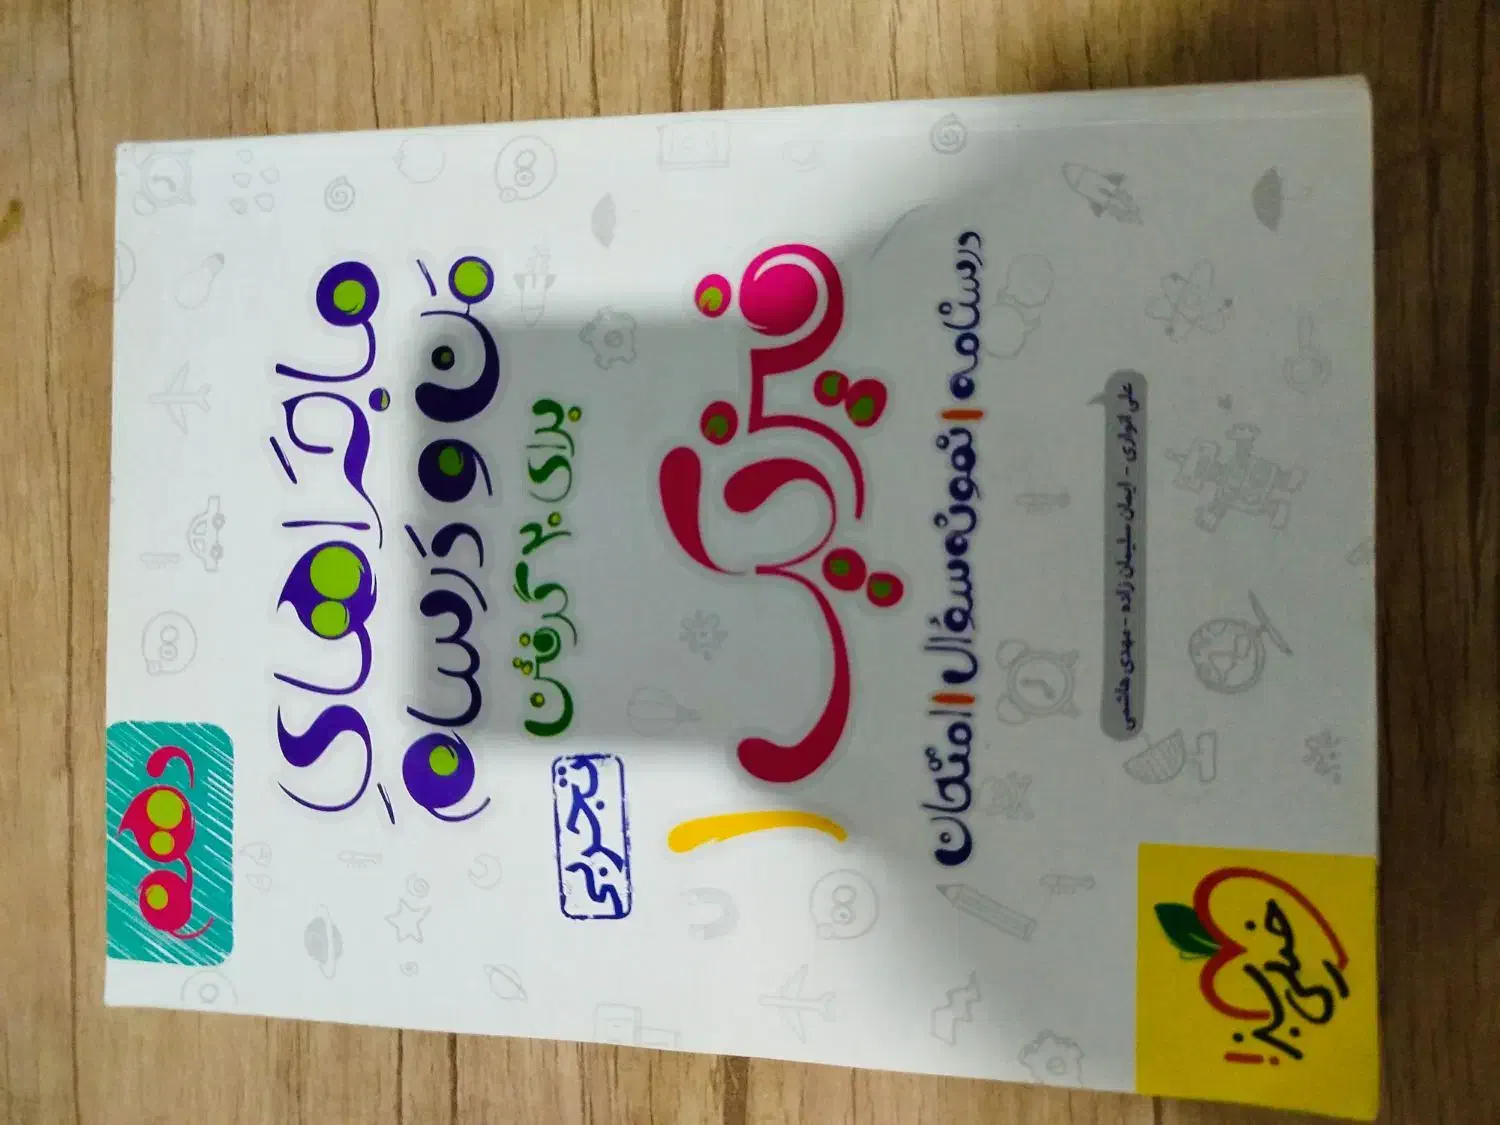 دهم
ماجراهای
من و درسام
برای ۲۰ گرفتن
تجربی
فیزیک ۱
درسنامه | نمونه‌سؤال | امتحان
علی انواری - ایمان سلیمان زاده - مهدی هاشمی
خیلی
سبز!